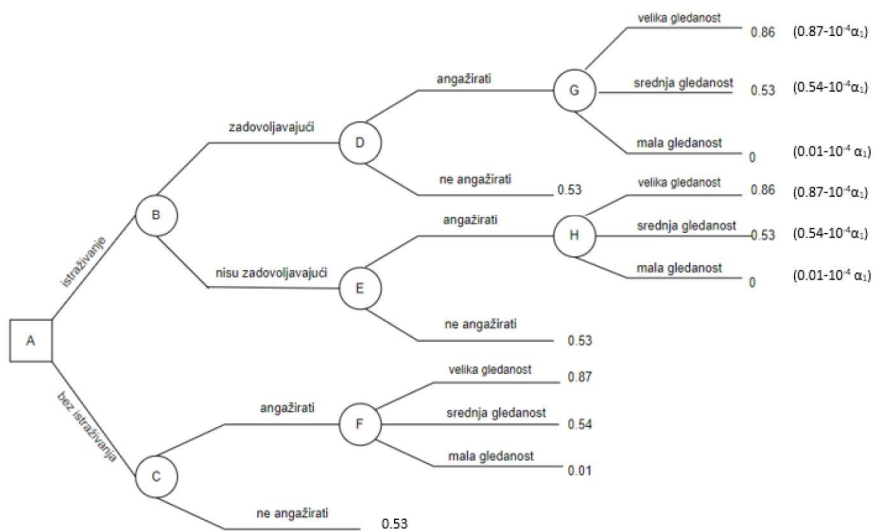 velika gledanost 0.86 (0.87-10⁻⁴α₁)
angažirati G srednja gledanost 0.53 (0.54-10⁻⁴α₁)
zadovoljavajući D mala gledanost 0 (0.01-10⁻⁴ α₁)
ne angažirati 0.53 velika gledanost 0.86 (0.87-10⁻⁴α₁)
B angažirati H srednja gledanost 0.53 (0.54-10⁻⁴α₁)
istraživanje nisu zadovoljavajući E mala gledanost 0 (0.01-10⁻⁴ α₁)
A ne angažirati 0.53
velika gledanost 0.87
bez istraživanja angažirati F srednja gledanost 0.54
mala gledanost 0.01
C
ne angažirati 0.53